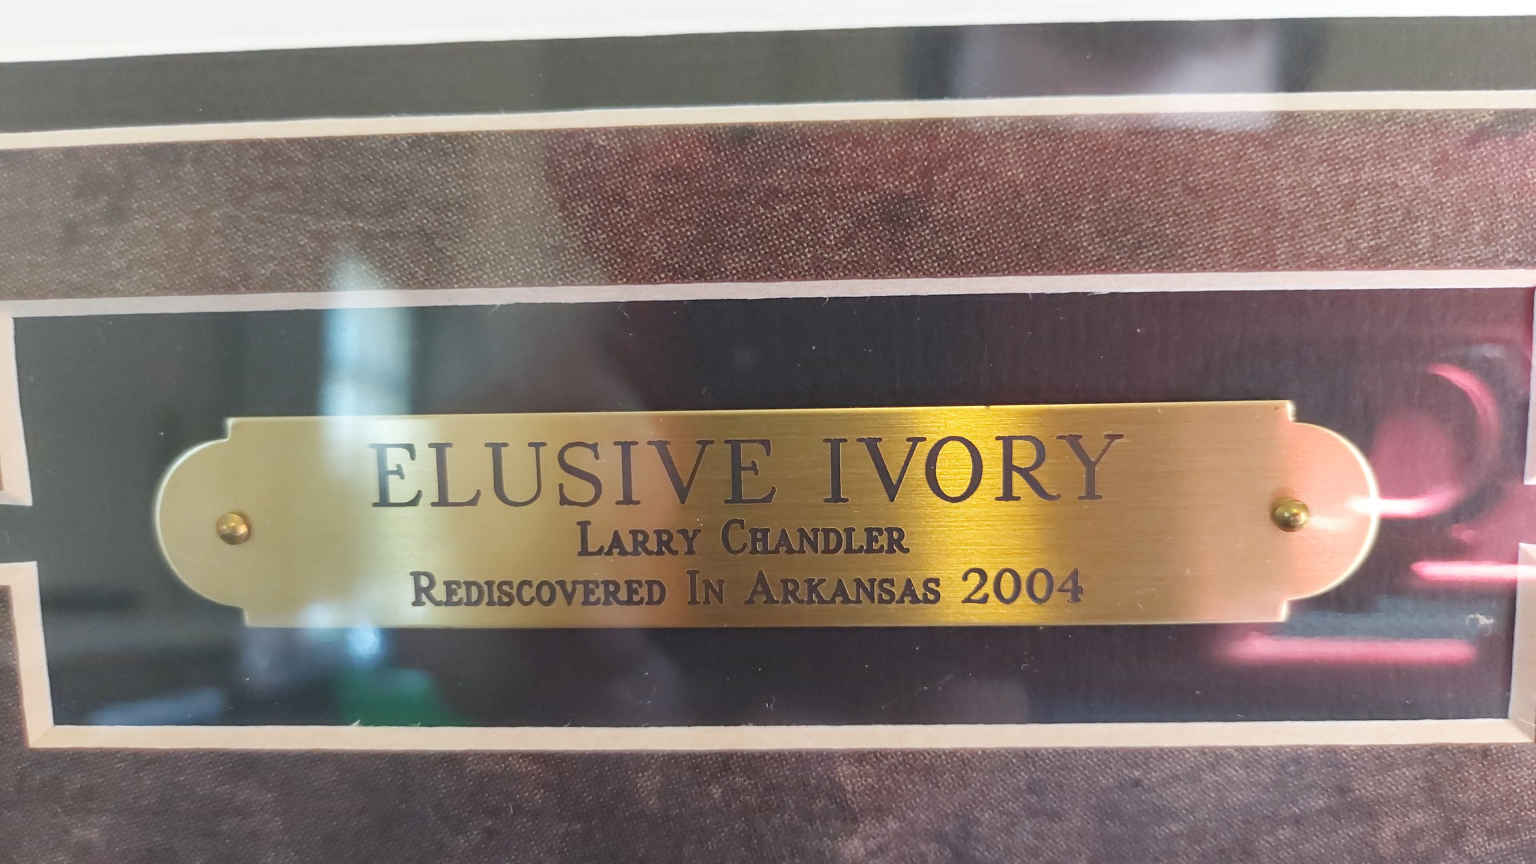 ELUSIVE IVORY
LARRY CHANDLER
REDISCOVERED IN ARKANSAS 2004